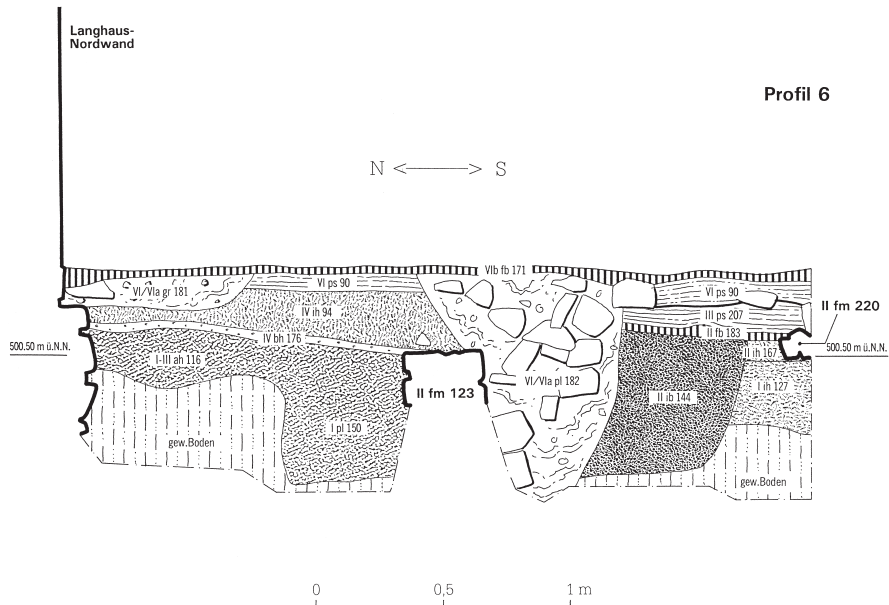 Langhaus-
Nordwand
Profil 6
N S
VIb fb 171
VI/VIa gr 181
VI ps 90
VI ps 90
IV ih 94
III ps 207
II fm 220
II fb 183
IV bh 176
500.50 m ü.N.N.
II ih 167
500.50 m ü.N.N.
I-III ah 116
VI/VIa pl 182
I ih 127
II fm 123
II ib 144
I pl 150
gew.Boden
gew.Boden
0 0,5 1 m